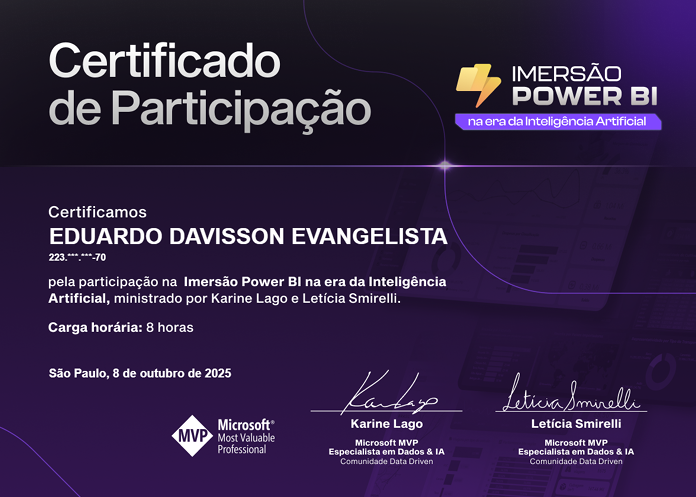 Certificado
de Participação
IMERSÃO
POWER BI
na era da Inteligência Artificial
Certificamos
EDUARDO DAVISSON EVANGELISTA
223.***.***-70
pela participação na Imersão Power BI na era da Inteligência
Artificial, ministrado por Karine Lago e Letícia Smirelli.
Carga horária: 8 horas
São Paulo, 8 de outubro de 2025
MVP
Microsoft®
Most Valuable
Professional
Karine Lago
Karine Lago
Microsoft MVP
Especialista em Dados & IA
Comunidade Data Driven
Letícia Smirelli
Letícia Smirelli
Microsoft MVP
Especialista em Dados & IA
Comunidade Data Driven